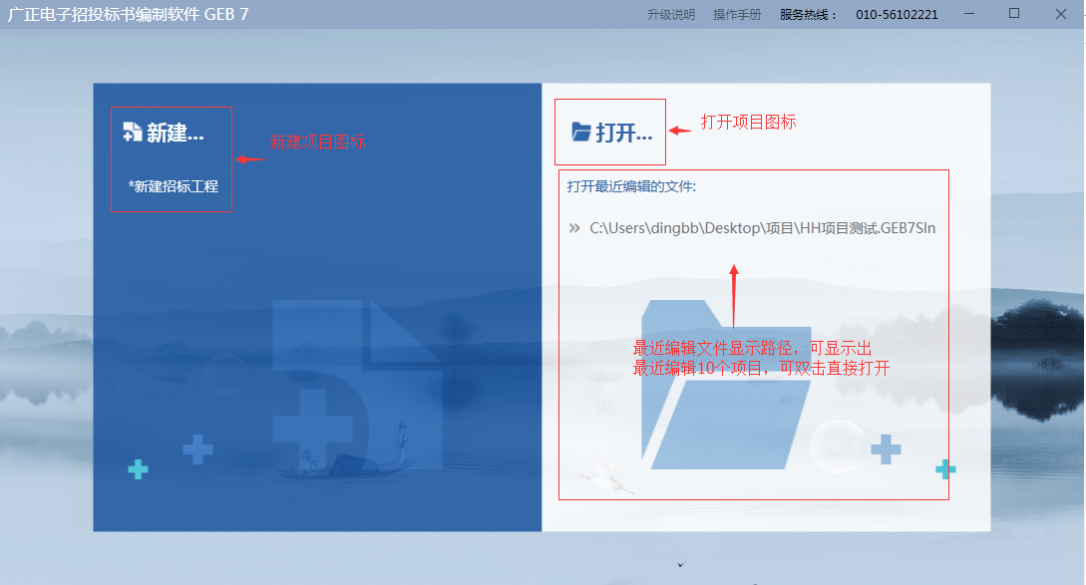 广正电子招投标书编制软件 GEB 7
升级说明 操作手册 服务热线： 010-56102221
新建...
新建项目图标
*新建招标工程
打开...
打开项目图标
打开最近编辑的文件:
C:\Users\dingbb\Desktop\项目\HH项目测试.GEB7SIn
最近编辑文件显示路径，可显示出
最近编辑10个项目，可双击直接打开